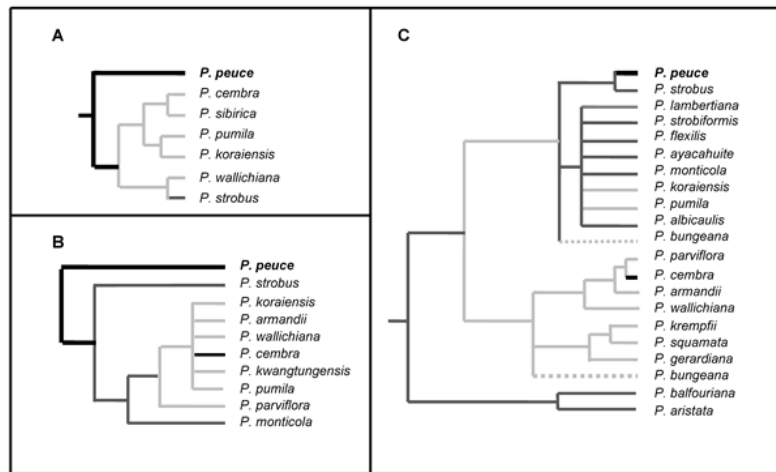 A
P. peuce
P. cembra
P. sibirica
P. pumila
P. koraiensis
P. wallichiana
P. strobus
B
P. peuce
P. strobus
P. koraiensis
P. armandii
P. wallichiana
P. cembra
P. kwangtungensis
P. pumila
P. parviflora
P. monticola
C
P. peuce
P. strobus
P. lambertiana
P. strobiformis
P. flexilis
P. ayacahuite
P. monticola
P. koraiensis
P. pumila
P. albicaulis
P. bungeana
P. parviflora
P. cembra
P. armandii
P. wallichiana
P. krempfii
P. squamata
P. gerardiana
P. bungeana
P. balfouriana
P. aristata